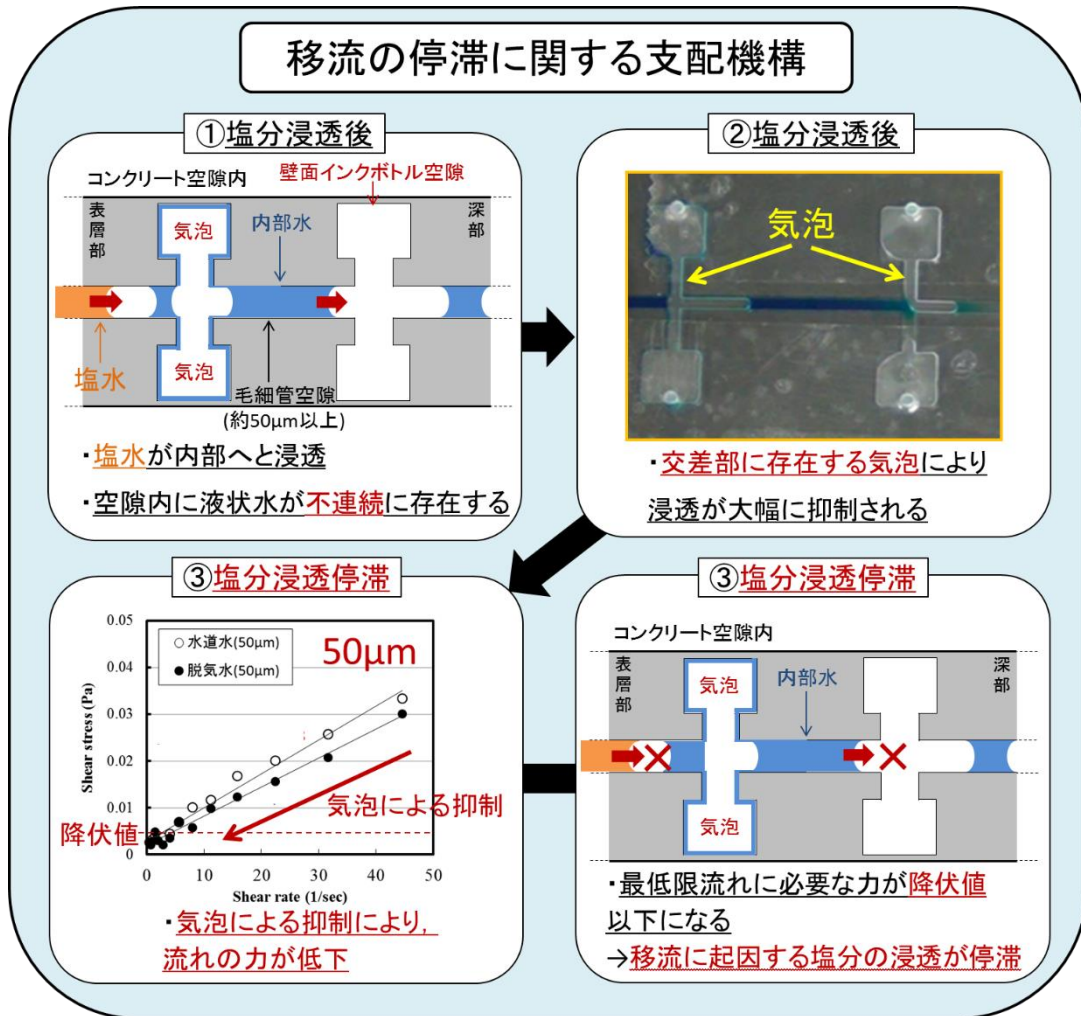 移流の停滞に関する支配機構
①塩分浸透後
コンクリート空隙内
壁面インクボトル空隙
表層部
気泡
内部水
深部
塩水
気泡
毛細管空隙
(約50μm以上)
・塩水が内部へと浸透
・空隙内に液状水が不連続に存在する
②塩分浸透後
気泡
・交差部に存在する気泡により
浸透が大幅に抑制される
③塩分浸透停滞
0.05
0.04
0.03
0.02
0.01
0
Shear stress (Pa)
○ 水道水(50μm)
● 脱気水(50μm)
50μm
気泡による抑制
降伏値
0 10 20 30 40 50
Shear rate (1/sec)
・気泡による抑制により,
流れの力が低下
③塩分浸透停滞
コンクリート空隙内
表層部
気泡
内部水
深部
気泡
・最低限流れに必要な力が降伏値
以下になる
→移流に起因する塩分の浸透が停滞